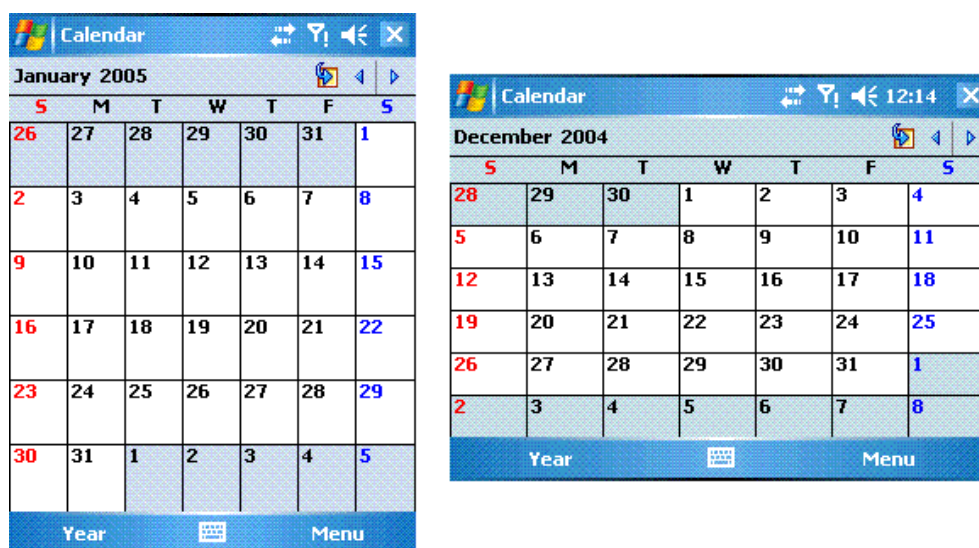 Calendar
January 2005
S M T W T F S
26 27 28 29 30 31 1
2 3 4 5 6 7 8
9 10 11 12 13 14 15
16 17 18 19 20 21 22
23 24 25 26 27 28 29
30 31 1 2 3 4 5
Year Menu
Calendar 12:14
December 2004
S M T W T F S
28 29 30 1 2 3 4
5 6 7 8 9 10 11
12 13 14 15 16 17 18
19 20 21 22 23 24 25
26 27 28 29 30 31 1
2 3 4 5 6 7 8
Year Menu